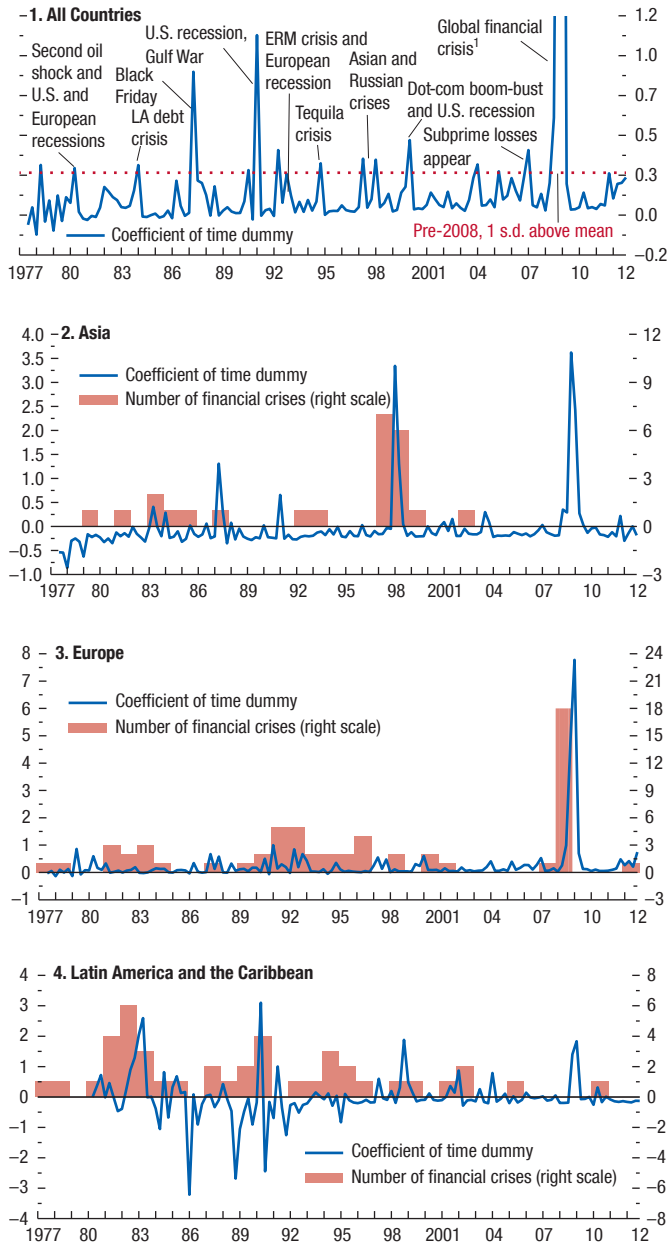 1. All Countries
1.2
1.0
0.7
0.5
0.3
0.0
–0.2
Second oil
shock and
U.S. and
European
recessions
Black
Friday
LA debt
crisis
U.S. recession,
Gulf War
ERM crisis and
European
recession
Tequila
crisis
Asian and
Russian
crises
Global financial
crisis1
Dot-com boom-bust
and U.S. recession
Subprime losses
appear
Coefficient of time dummy
Pre-2008, 1 s.d. above mean
1977 80 83 86 89 92 95 98 2001 04 07 10 12
2. Asia
4.0
3.5
3.0
2.5
2.0
1.5
1.0
0.5
0.0
–0.5
–1.0
12
9
6
3
0
–3
Coefficient of time dummy
Number of financial crises (right scale)
1977 80 83 86 89 92 95 98 2001 04 07 10 12
3. Europe
8
7
6
5
4
3
2
1
0
–1
24
21
18
15
12
9
6
3
0
–3
Coefficient of time dummy
Number of financial crises (right scale)
1977 80 83 86 89 92 95 98 2001 04 07 10 12
4. Latin America and the Caribbean
4
3
2
1
0
–1
–2
–3
–4
8
6
4
2
0
–2
–4
–6
–8
Coefficient of time dummy
Number of financial crises (right scale)
1977 80 83 86 89 92 95 98 2001 04 07 10 12